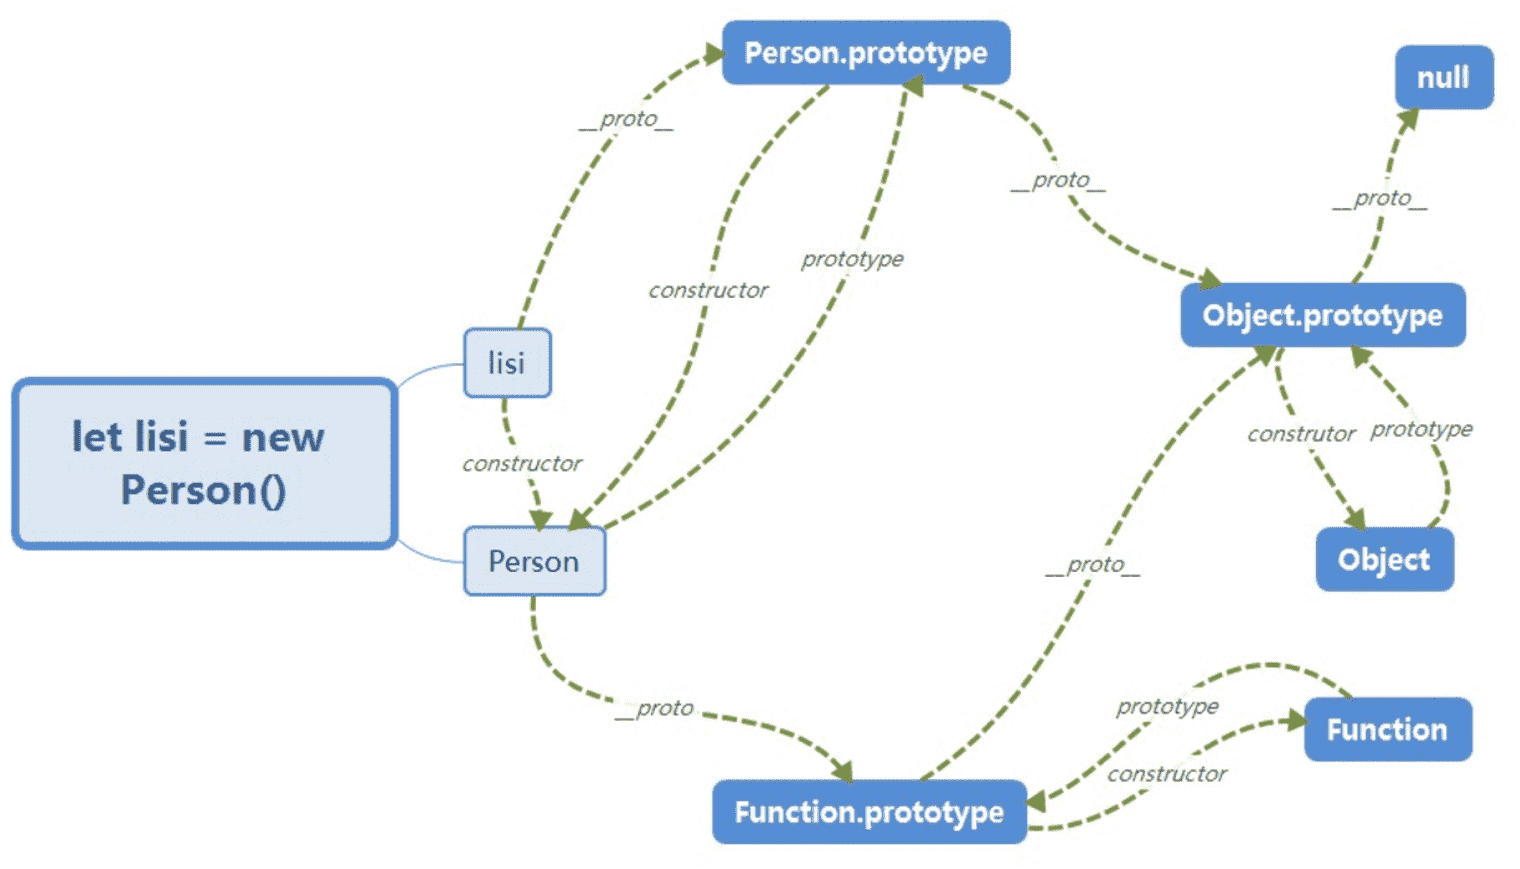 Person.prototype
null
__proto__
__proto__
__proto__
prototype
constructor
Object.prototype
lisi
let lisi = new
Person()
construtor
prototype
constructor
Person
Object
__proto__
__proto
prototype
Function
constructor
Function.prototype